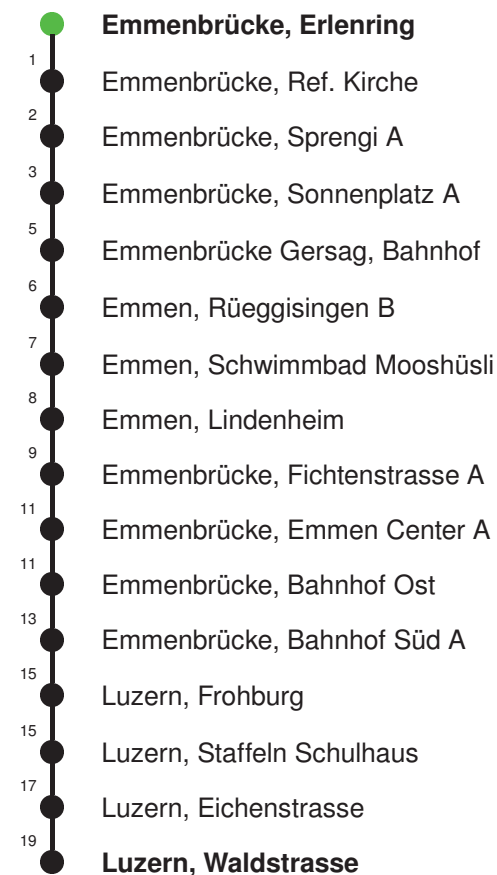 Emmenbrücke, Erlenring
1
Emmenbrücke, Ref. Kirche
2
Emmenbrücke, Sprengi A
3
Emmenbrücke, Sonnenplatz A
5
Emmenbrücke Gersag, Bahnhof
6
Emmen, Rüeggisingen B
7
Emmen, Schwimmbad Mooshüsli
8
Emmen, Lindenheim
9
Emmenbrücke, Fichtenstrasse A
11
Emmenbrücke, Emmen Center A
11
Emmenbrücke, Bahnhof Ost
13
Emmenbrücke, Bahnhof Süd A
15
Luzern, Frohburg
15
Luzern, Staffeln Schulhaus
17
Luzern, Eichenstrasse
19
Luzern, Waldstrasse